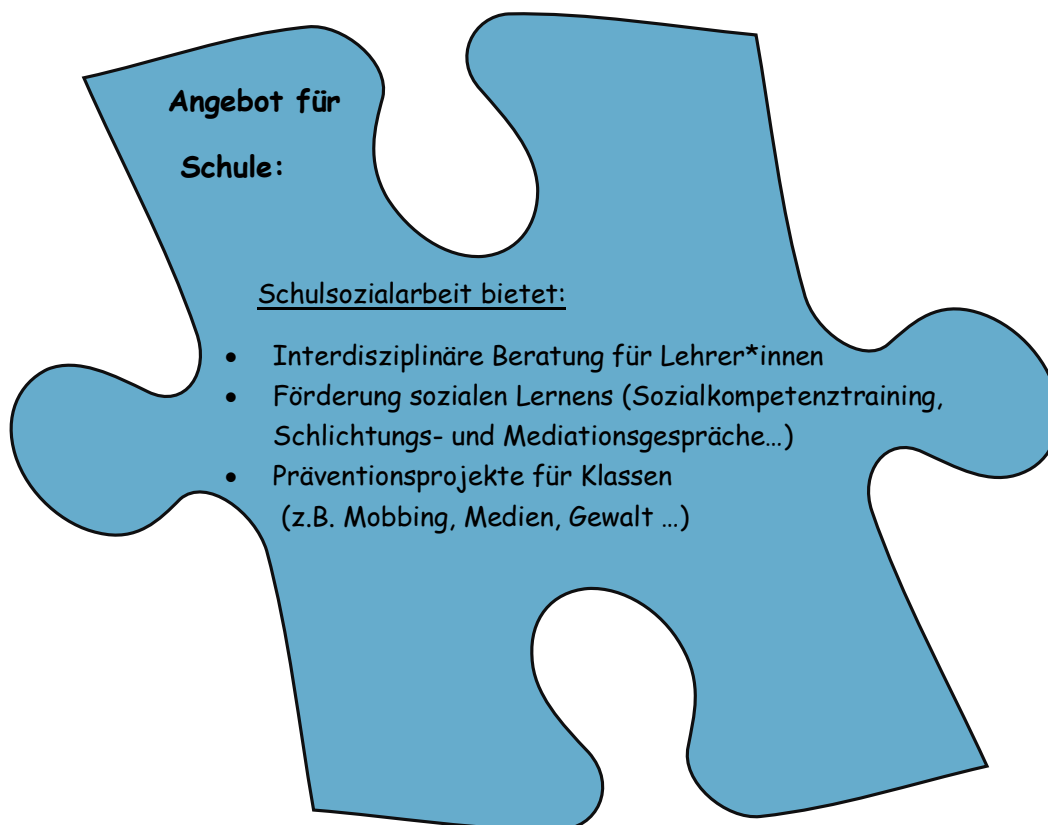 Angebot für
Schule:
Schulsozialarbeit bietet:
• Interdisziplinäre Beratung für Lehrer*innen
• Förderung sozialen Lernens (Sozialkompetenztraining,
Schlichtungs- und Mediationsgespräche…)
• Präventionsprojekte für Klassen
(z.B. Mobbing, Medien, Gewalt …)